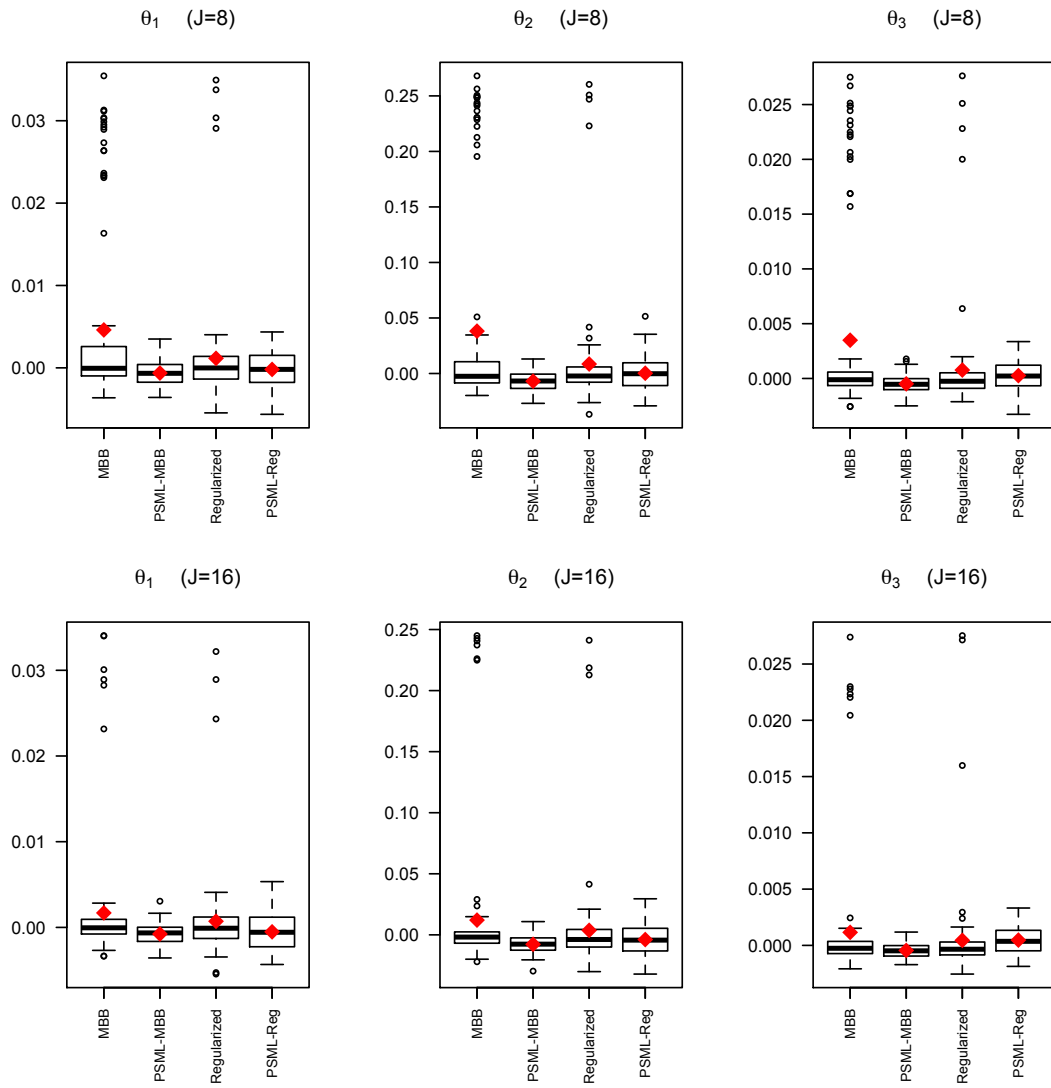 θ1 (J=8)
θ2 (J=8)
θ3 (J=8)
0.03
0.02
0.01
0.00
0.25
0.20
0.15
0.10
0.05
0.00
0.025
0.020
0.015
0.010
0.005
0.000
MBB
PSML-MBB
Regularized
PSML-Reg
MBB
PSML-MBB
Regularized
PSML-Reg
MBB
PSML-MBB
Regularized
PSML-Reg
θ1 (J=16)
θ2 (J=16)
θ3 (J=16)
0.03
0.02
0.01
0.00
0.25
0.20
0.15
0.10
0.05
0.00
0.025
0.020
0.015
0.010
0.005
0.000
MBB
PSML-MBB
Regularized
PSML-Reg
MBB
PSML-MBB
Regularized
PSML-Reg
MBB
PSML-MBB
Regularized
PSML-Reg